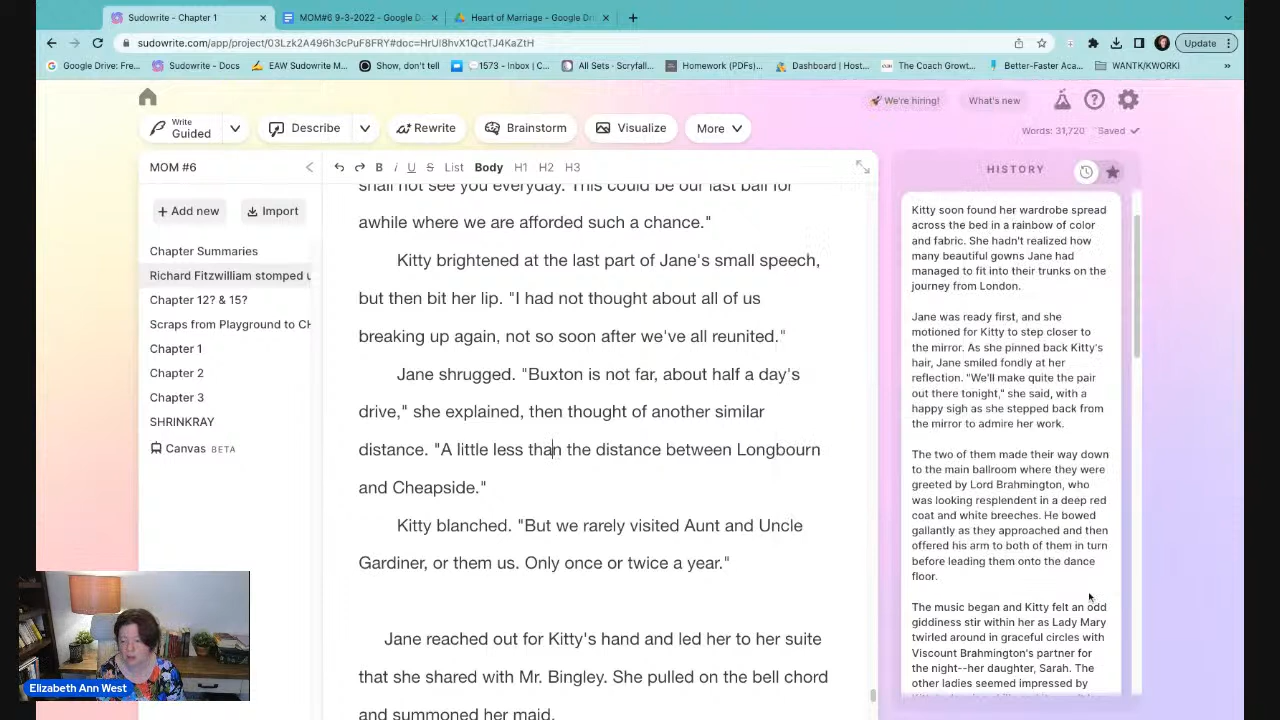 Sudowrite - Chapter 1
MOM#6 9-3-2022 - Google D
Heart of Marriage - Google Dri
sudowrite.com/app/project/03Lzk2A496h3cPuF8FRY#doc=HrUl8hvX1QctTJ4KaZtH
Update
Google Drive: Fre...
Sudowrite - Docs
EAW Sudowrite M...
Show, don't tell
1573 - Inbox | C...
All Sets · Scryfall...
Homework (PDFs)...
Dashboard | Host...
The Coach Growt...
Better-Faster Aca...
WANTK/KWORKI
We're hiring!
What's new
Write
Guided
Describe
Rewrite
Brainstorm
Visualize
More
Words: 31,720
Saved
MOM #6
B i U S List Body H1 H2 H3
HISTORY
+ Add new
Import
Chapter Summaries
Richard Fitzwilliam stomped u
Chapter 12? & 15?
Scraps from Playground to CH
Chapter 1
Chapter 2
Chapter 3
SHRINKRAY
Canvas BETA
shall not see you everyday. This could be our last ball for
awhile where we are afforded such a chance."
Kitty brightened at the last part of Jane's small speech,
but then bit her lip. "I had not thought about all of us
breaking up again, not so soon after we've all reunited."
Jane shrugged. "Buxton is not far, about half a day's
drive," she explained, then thought of another similar
distance. "A little less than the distance between Longbourn
and Cheapside."
Kitty blanched. "But we rarely visited Aunt and Uncle
Gardiner, or them us. Only once or twice a year."
Jane reached out for Kitty's hand and led her to her suite
that she shared with Mr. Bingley. She pulled on the bell chord
and summoned her maid.
Kitty soon found her wardrobe spread
across the bed in a rainbow of color
and fabric. She hadn't realized how
many beautiful gowns Jane had
managed to fit into their trunks on the
journey from London.
Jane was ready first, and she
motioned for Kitty to step closer to
the mirror. As she pinned back Kitty's
hair, Jane smiled fondly at her
reflection. "We'll make quite the pair
out there tonight," she said, with a
happy sigh as she stepped back from
the mirror to admire her work.
The two of them made their way down
to the main ballroom where they were
greeted by Lord Brahmington, who
was looking resplendent in a deep red
coat and white breeches. He bowed
gallantly as they approached and then
offered his arm to both of them in turn
before leading them onto the dance
floor.
The music began and Kitty felt an odd
giddiness stir within her as Lady Mary
twirled around in graceful circles with
Viscount Brahmington's partner for
the night--her daughter, Sarah. The
other ladies seemed impressed by
Elizabeth Ann West